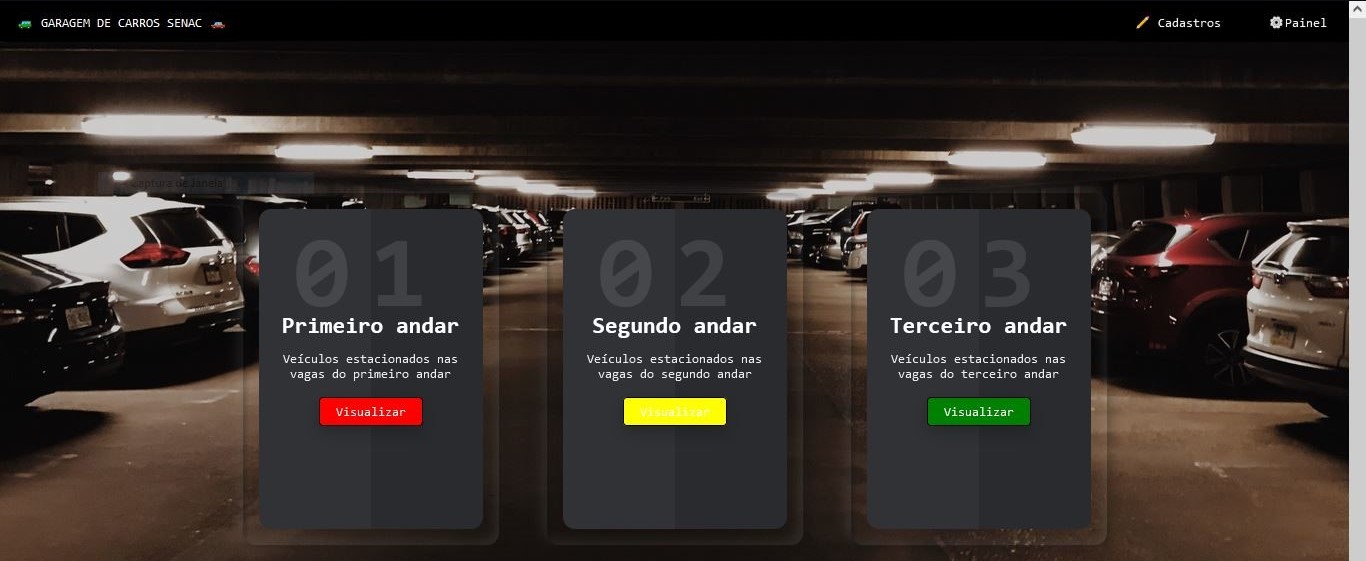 GARAGEM DE CARROS SENAC
Cadastros
Painel
01
02
03
Primeiro andar
Segundo andar
Terceiro andar
Veículos estacionados nas
vagas do primeiro andar
Veículos estacionados nas
vagas do segundo andar
Veículos estacionados nas
vagas do terceiro andar
Visualizar
Visualizar
Visualizar